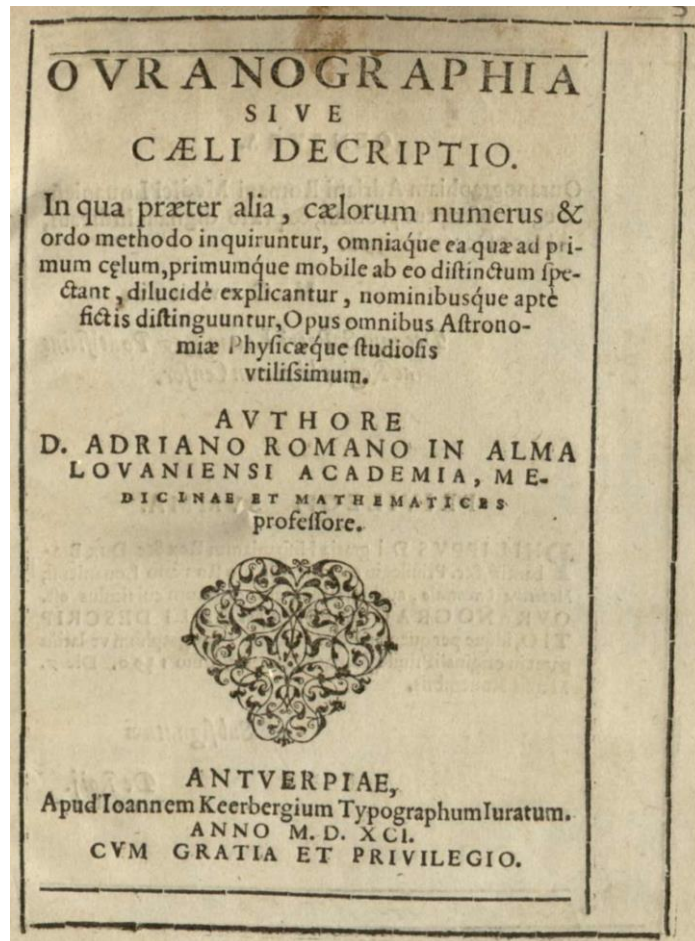 OVRANOGRAPHIA
SIVE
CÆLI DECRIPTIO.
In qua præter alia, cælorum numerus &
ordo methodo inquiruntur, omniáque ea quæ ad pri-
mum cęlum, primumque mobile ab eo distinctum spe-
ctant, dilucidè explicantur, nominibusque aptè
fictis distinguuntur, Opus omnibus Astrono-
miæ Physicæque studiosis
vtilissimum.
AVTHORE
D. ADRIANO ROMANO IN ALMA
LOVANIENSI ACADEMIA, ME-
DICINAE ET MATHEMATICES
professore.
ANTVERPIAE,
Apud Ioannem Keerbergium Typographum Iuratum.
ANNO M. D. XCI.
CVM GRATIA ET PRIVILEGIO.